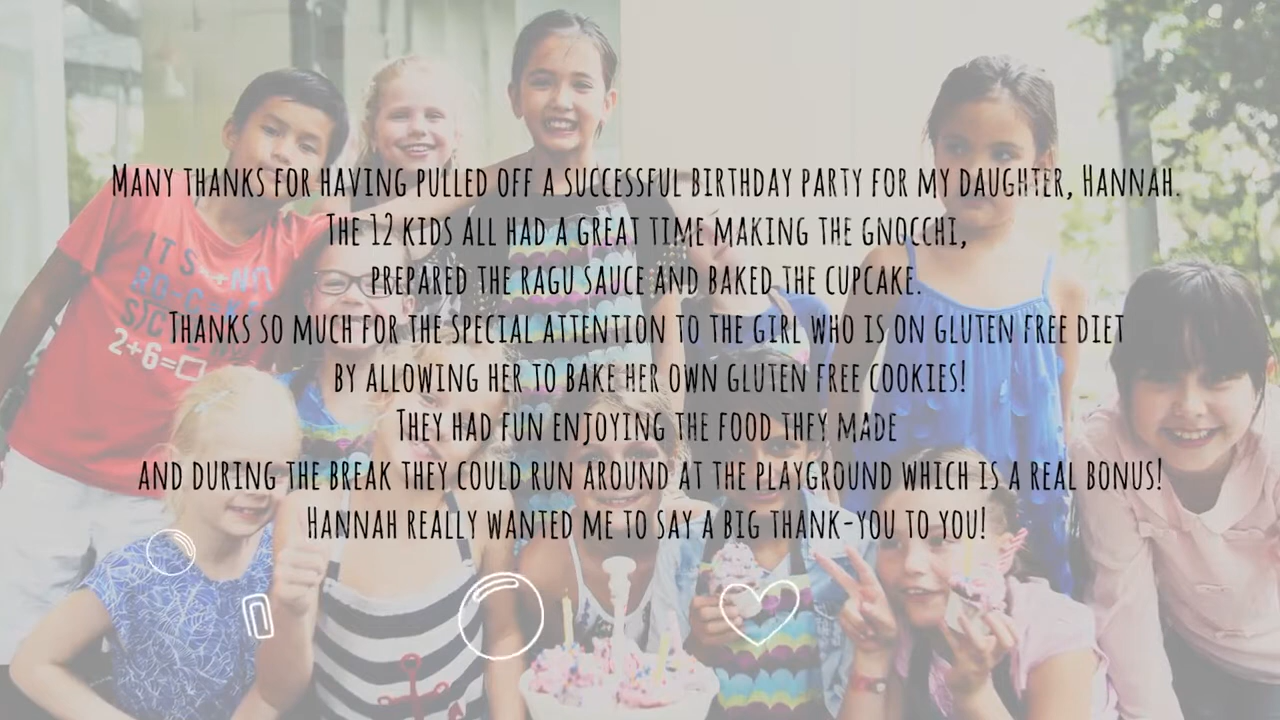 Many thanks for having pulled off a successful birthday party for my daughter, Hannah.
The 12 kids all had a great time making the gnocchi,
prepared the ragu sauce and baked the cupcake.
Thanks so much for the special attention to the girl who is on gluten free diet
by allowing her to bake her own gluten free cookies!
They had fun enjoying the food they made
and during the break they could run around at the playground which is a real bonus!
Hannah really wanted me to say a big thank-you to you!
ITS
2+6=